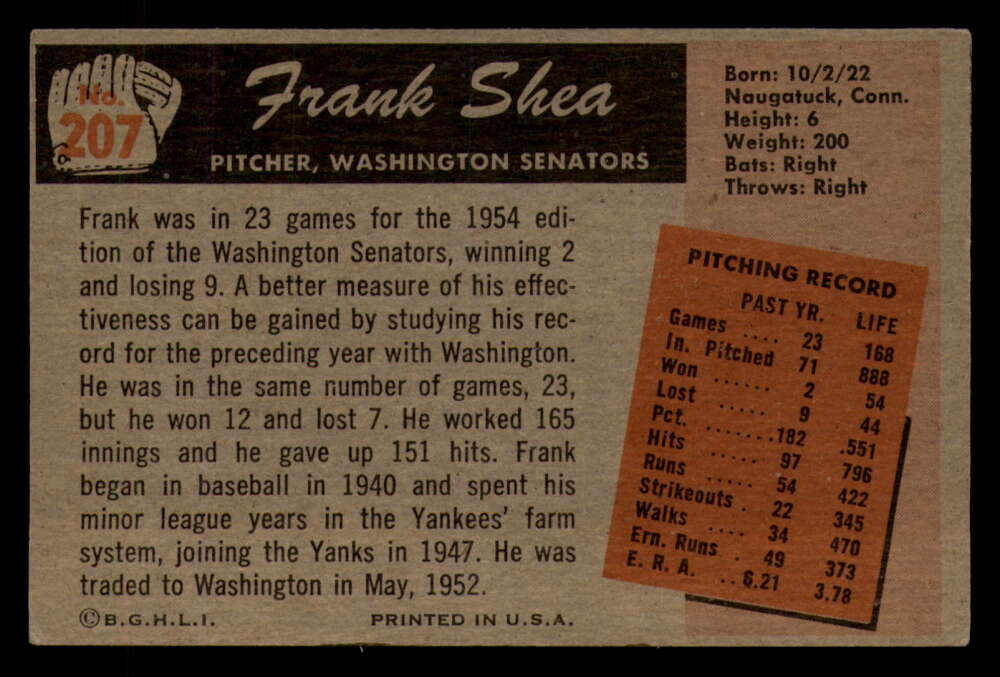 No.
207
Frank Shea
PITCHER, WASHINGTON SENATORS
Born: 10/2/22
Naugatuck, Conn.
Height: 6
Weight: 200
Bats: Right
Throws: Right
Frank was in 23 games for the 1954 edi-
tion of the Washington Senators, winning 2
and losing 9. A better measure of his effec-
tiveness can be gained by studying his rec-
ord for the preceding year with Washington.
He was in the same number of games, 23,
but he won 12 and lost 7. He worked 165
innings and he gave up 151 hits. Frank
began in baseball in 1940 and spent his
minor league years in the Yankees' farm
system, joining the Yanks in 1947. He was
traded to Washington in May, 1952.
PITCHING RECORD
PAST YR. LIFE
Games .... 23 168
In. Pitched 71 888
Won ...... 2 54
Lost ..... 9 44
Pct. .......182 .551
Hits ..... 97 796
Runs ..... 54 422
Strikeouts . 22 345
Walks .... 34 470
Ern. Runs . 49 373
E. R. A. ..6.21 3.78
©B.G.H.L.I. PRINTED IN U.S.A.